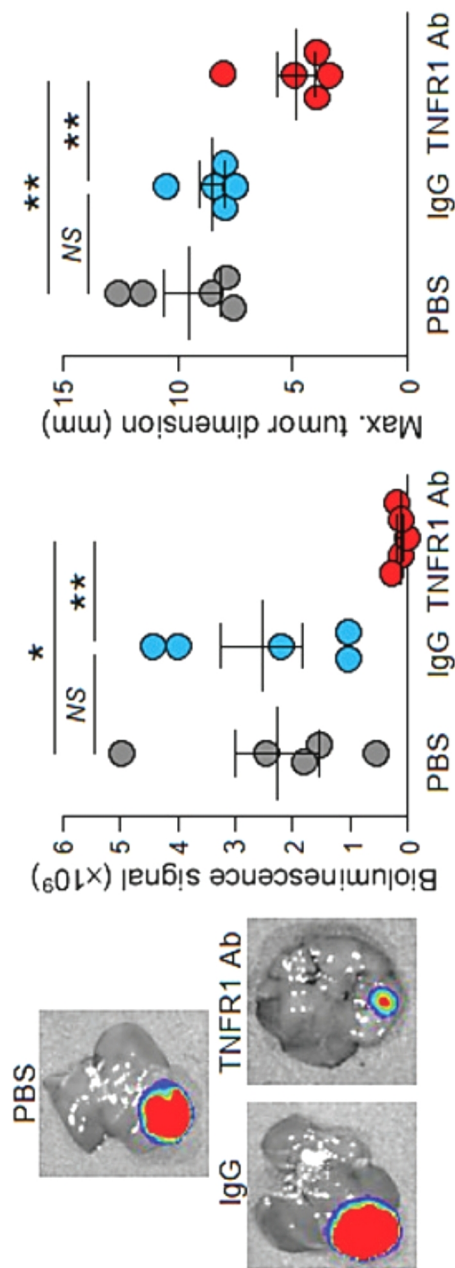 PBS
IgG
TNFR1 Ab
Bioluminescence signal (×10⁹)
6
5
4
3
2
1
0
*
NS
**
PBS
IgG
TNFR1 Ab
Max. tumor dimension (mm)
15
10
5
0
**
NS
**
PBS
IgG
TNFR1 Ab